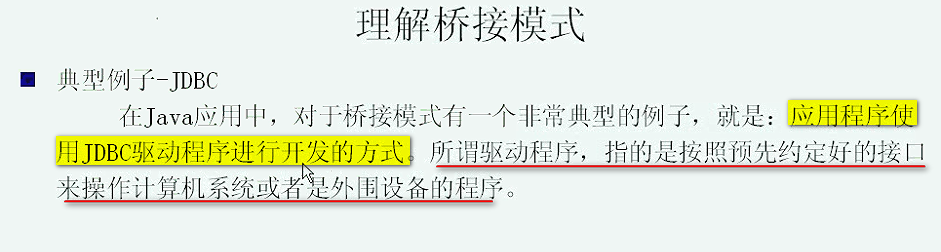 理解桥接模式
典型例子-JDBC
在Java应用中，对于桥接模式有一个非常典型的例子，就是：应用程序使
用JDBC驱动程序进行开发的方式。所谓驱动程序，指的是按照预先约定好的接口
来操作计算机系统或者是外围设备的程序。